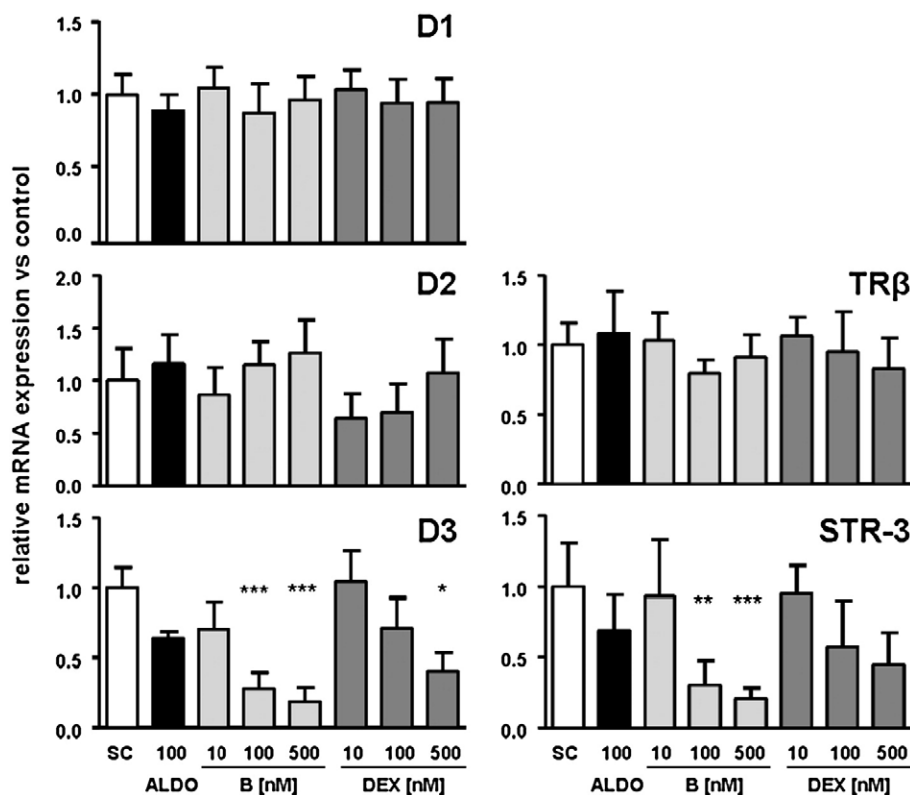 relative mRNA expression vs control
D1
1.5
1.0
0.5
0.0
D2
2.0
1.5
1.0
0.5
0.0
TRβ
1.5
1.0
0.5
0.0
D3
1.5
1.0
0.5
0.0
*** *** *
STR-3
1.5
1.0
0.5
0.0
** ***
SC 100 10 100 500 10 100 500
ALDO B [nM] DEX [nM]
SC 100 10 100 500 10 100 500
ALDO B [nM] DEX [nM]